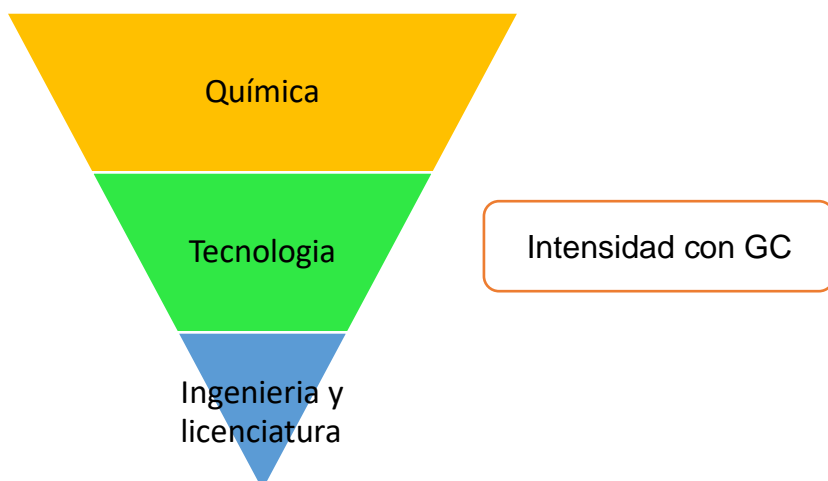 Química
Tecnologia
Intensidad con GC
Ingenieria y
licenciatura